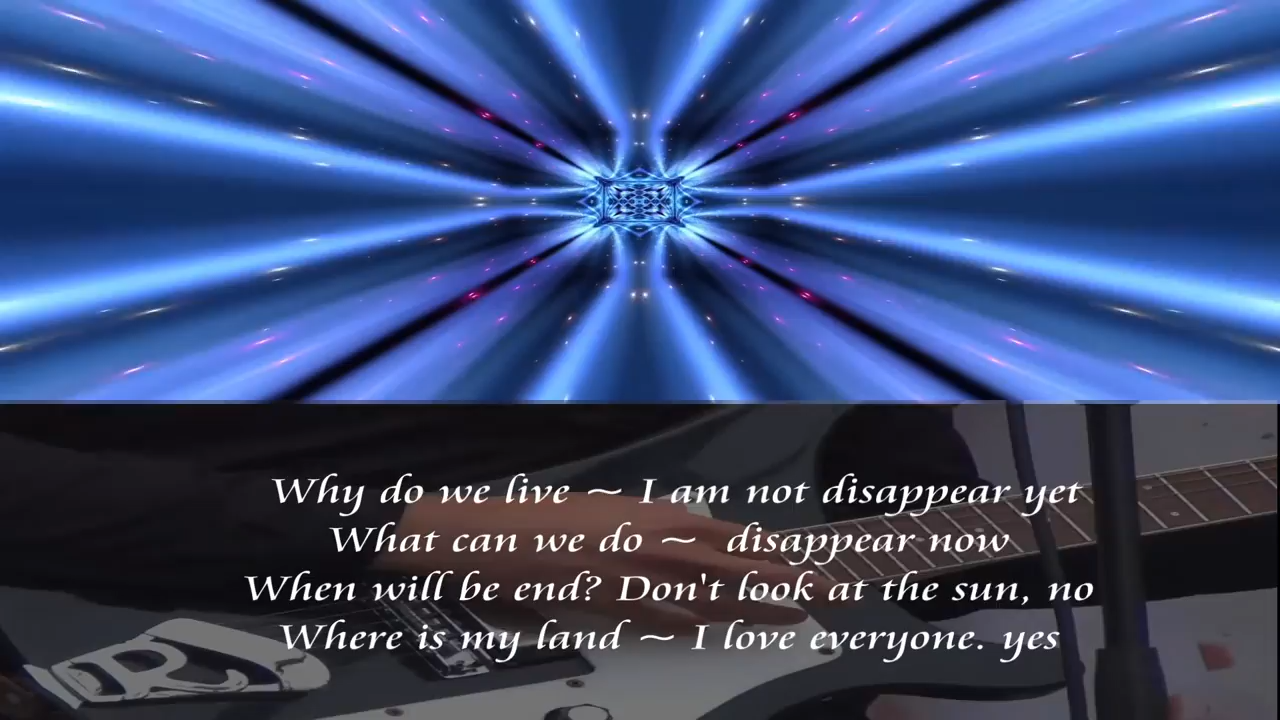 Why do we live ~ I am not disappear yet
What can we do ~ disappear now
When will be end? Don't look at the sun, no
Where is my land ~ I love everyone. yes